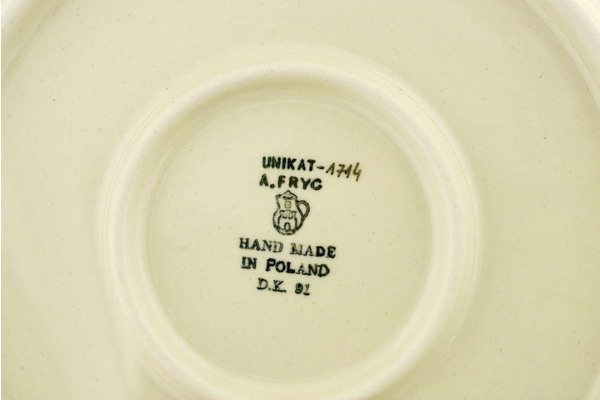 UNIKAT-1714
A.FRYC
HAND MADE
IN POLAND
D.K. 91